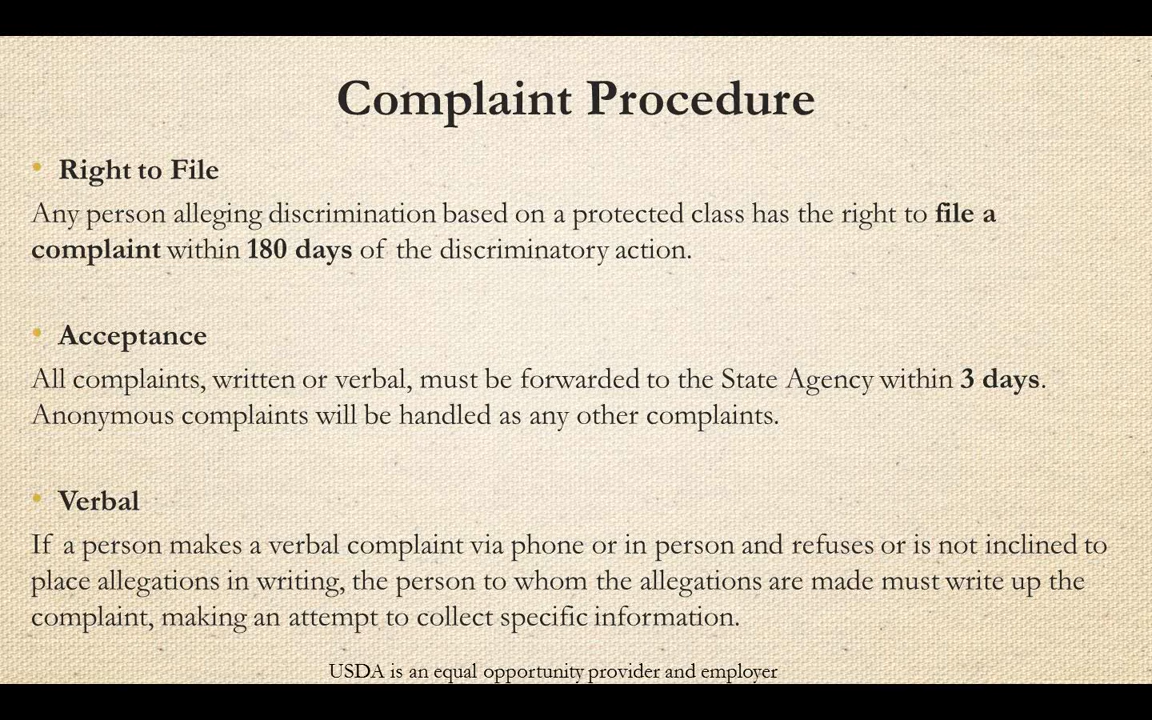 Complaint Procedure
• Right to File
Any person alleging discrimination based on a protected class has the right to file a
complaint within 180 days of the discriminatory action.
• Acceptance
All complaints, written or verbal, must be forwarded to the State Agency within 3 days.
Anonymous complaints will be handled as any other complaints.
• Verbal
If a person makes a verbal complaint via phone or in person and refuses or is not inclined to
place allegations in writing, the person to whom the allegations are made must write up the
complaint, making an attempt to collect specific information.
USDA is an equal opportunity provider and employer